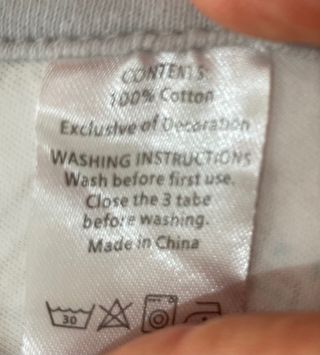 CONTENTS:
100% Cotton
Exclusive of Decoration
WASHING INSTRUCTIONS
Wash before first use.
Close the 3 tabe
before washing.
Made in China
30